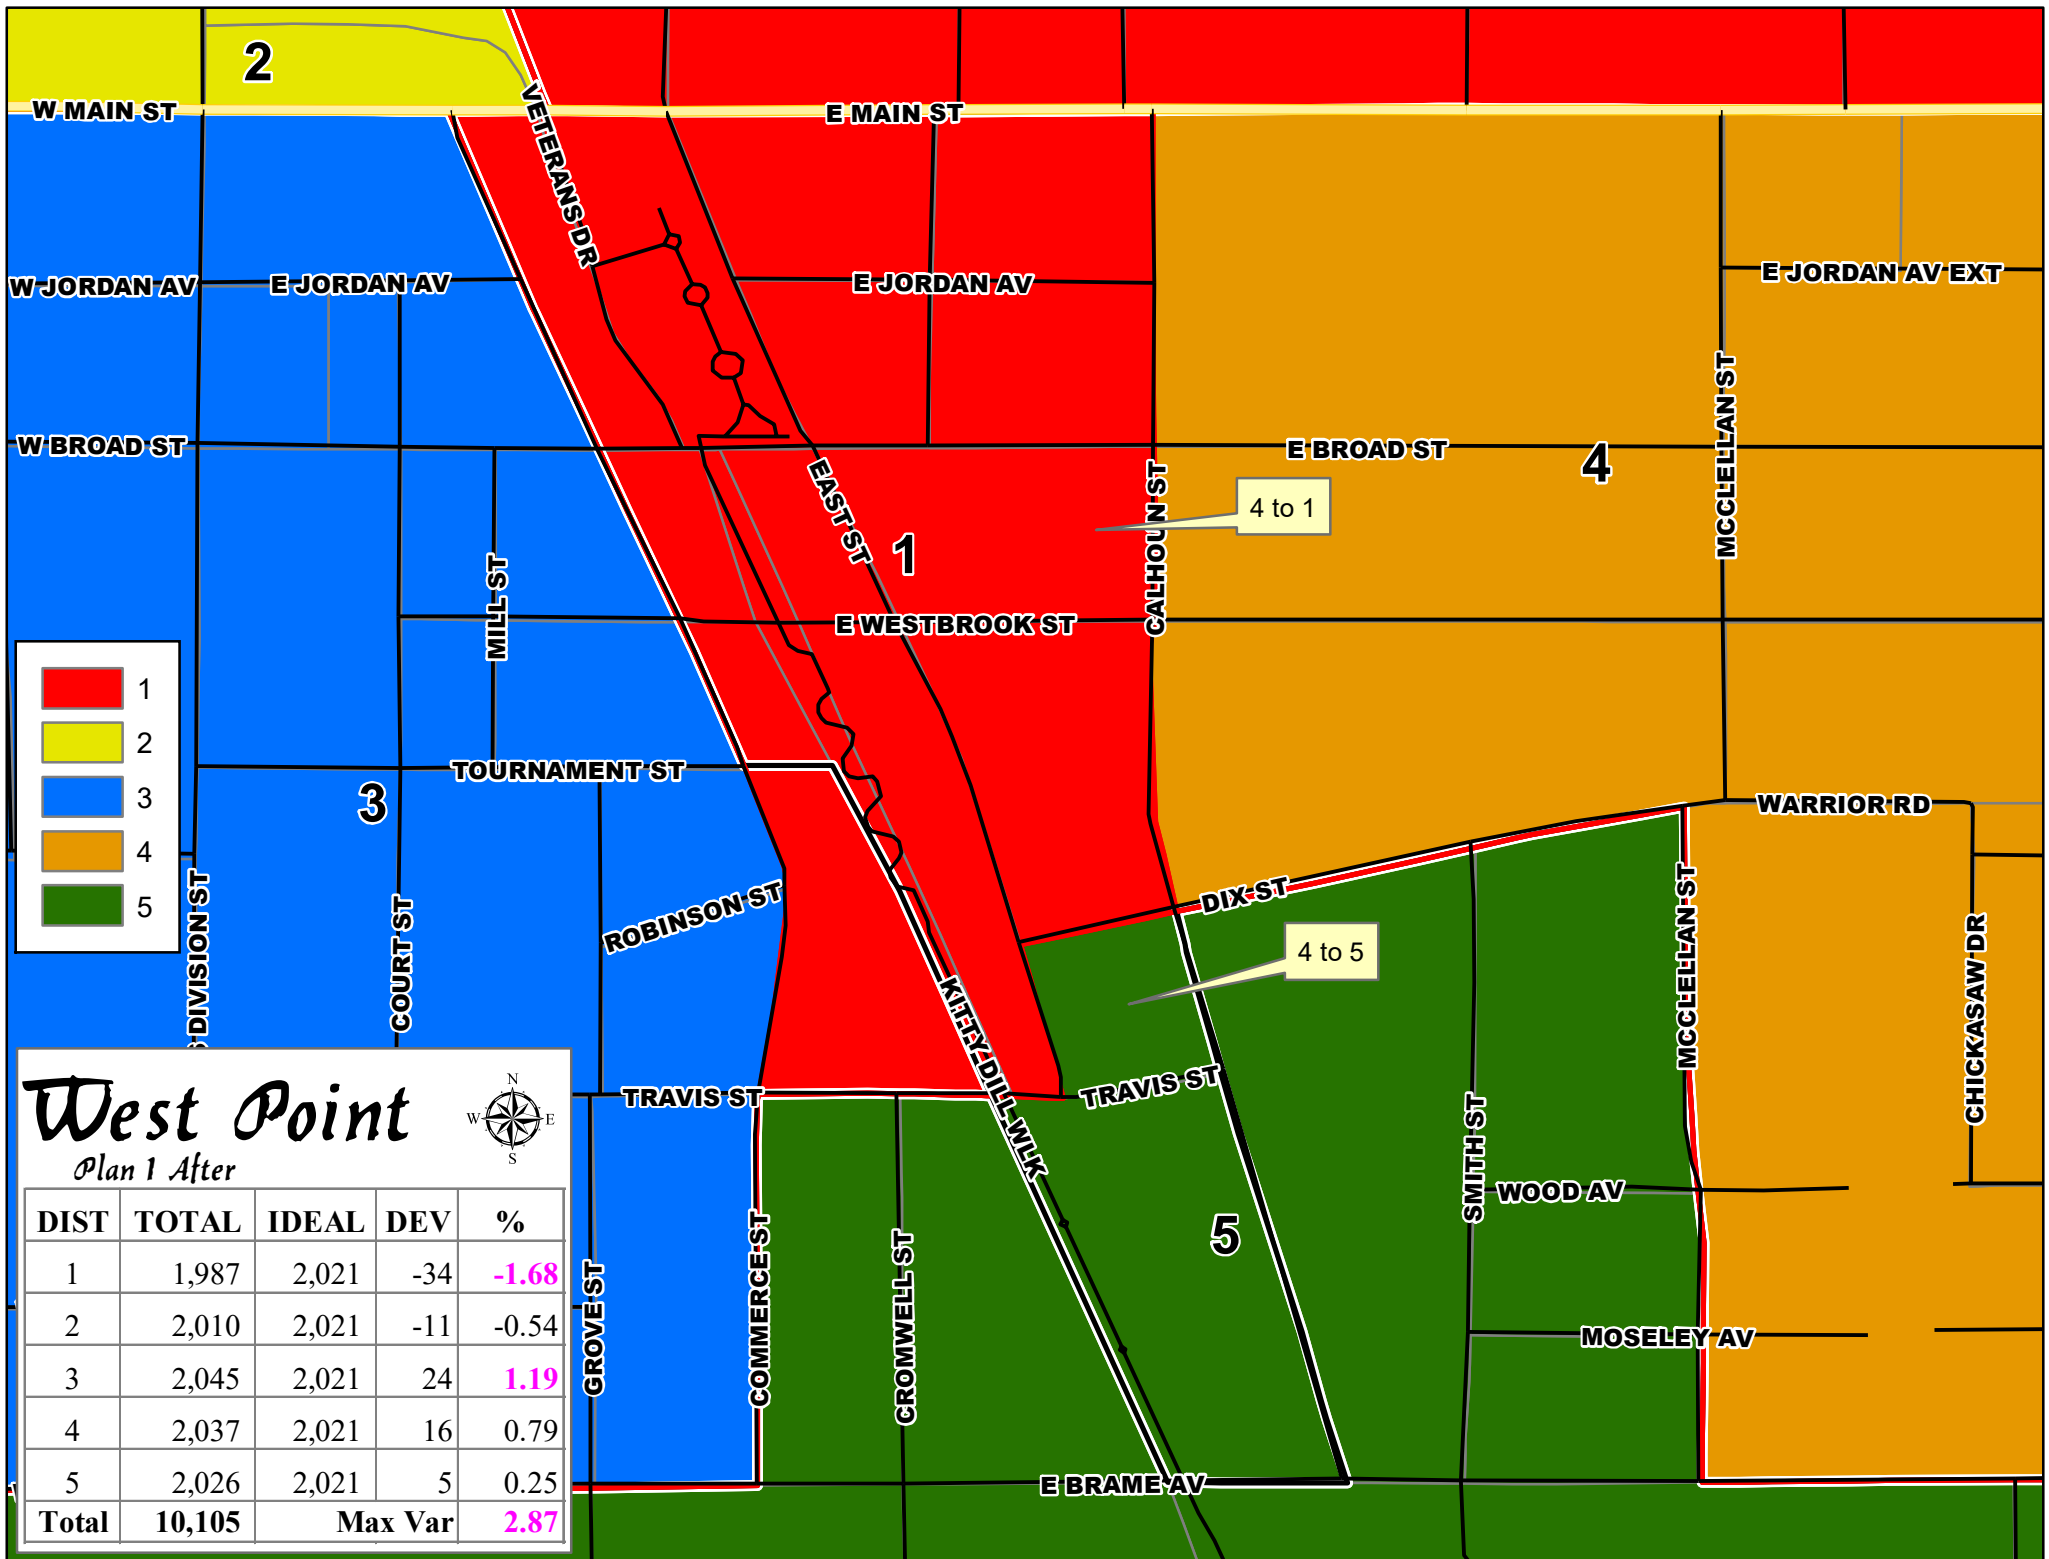 2
W MAIN ST
VETERANS DR
E MAIN ST
W JORDAN AV
E JORDAN AV
E JORDAN AV
E JORDAN AV EXT
W BROAD ST
E BROAD ST
4
MCCLELLAN ST
EAST ST
1
4 to 1
CALHOUN ST
MILL ST
E WESTBROOK ST
1
2
3
4
5
TOURNAMENT ST
3
WARRIOR RD
DIX ST
ROBINSON ST
4 to 5
S DIVISION ST
COURT ST
MCCLELLAN ST
CHICKASAW DR
KITTY DILL WLK
TRAVIS ST
TRAVIS ST
SMITH ST
WOOD AV
5
GROVE ST
COMMERCE ST
CROMWELL ST
MOSELEY AV
E BRAME AV
West Point
Plan 1 After
N
W E
S
DIST TOTAL IDEAL DEV %
1 1,987 2,021 -34 -1.68
2 2,010 2,021 -11 -0.54
3 2,045 2,021 24 1.19
4 2,037 2,021 16 0.79
5 2,026 2,021 5 0.25
Total 10,105 Max Var 2.87